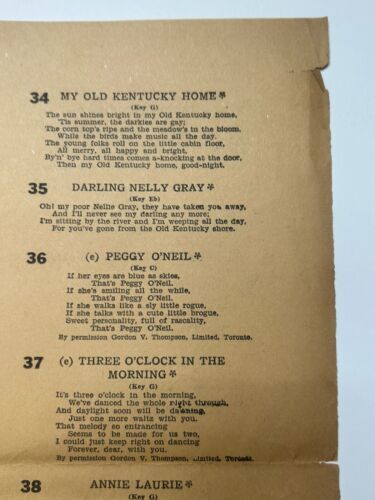 34 MY OLD KENTUCKY HOME*
(Key G)
The sun shines bright in my Old Kentucky home,
'Tis summer, the darkies are gay;
The corn top's ripe and the meadow's in the bloom,
While the birds make music all the day.
The young folks roll on the little cabin floor,
All merry, all happy and bright,
By'n' bye hard times comes a-knocking at the door,
Then my Old Kentucky home, good-night.
35 DARLING NELLY GRAY*
(Key Eb)
Oh! my poor Nellie Gray, they have taken you away,
And I'll never see my darling any more;
I'm sitting by the river and I'm weeping all the day,
For you've gone from the Old Kentucky shore.
36 (e) PEGGY O'NEIL*
(Key C)
If her eyes are blue as skies,
That's Peggy O'Neil.
If she's smiling all the while,
That's Peggy O'Neil,
If she walks like a sly little rogue,
If she talks with a cute little brogue,
Sweet personality, full of rascality,
That's Peggy O'Neil.
By permission Gordon V. Thompson, Limited, Toronto.
37 (e) THREE O'CLOCK IN THE
MORNING*
(Key G)
It's three o'clock in the morning,
We've danced the whole right through,
And daylight soon will be dawning,
Just one more waltz with you.
That melody so entrancing
Seems to be made for us two,
I could just keep right on dancing
Forever, dear, with you.
By permission Gordon V. Thompson, Limited, Toronto.
38 ANNIE LAURIE*
(Key G)